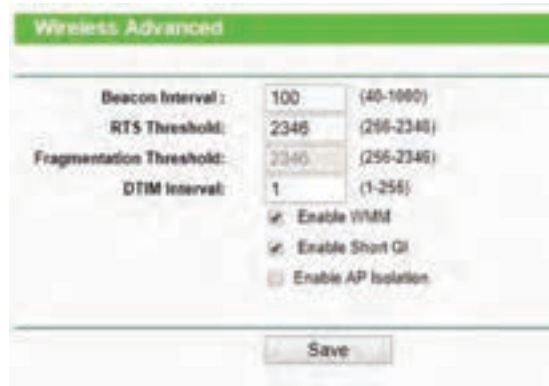 Wireless Advanced
Beacon Interval : 100 (40-1000)
RTS Threshold: 2346 (256-2346)
Fragmentation Threshold: 2346 (256-2346)
DTIM Interval: 1 (1-255)
Enable WMM
Enable Short GI
Enable AP Isolation
Save